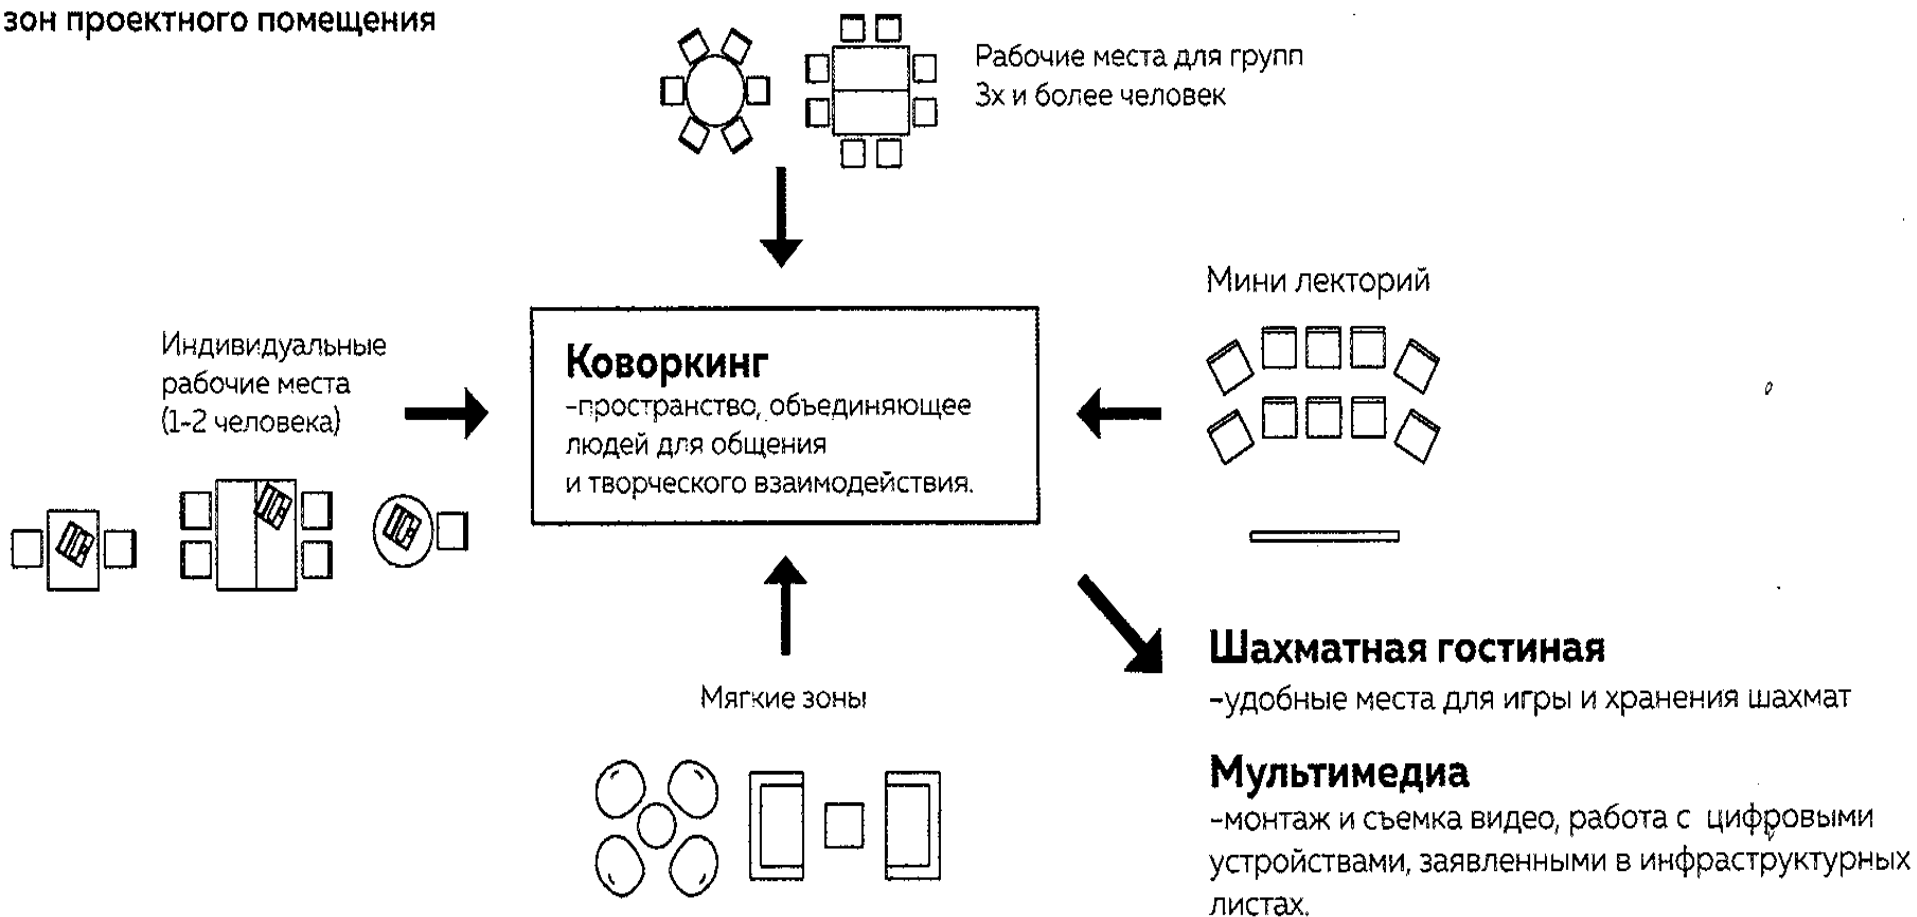 зон проектного помещения
Рабочие места для групп
3х и более человек
Мини лекторий
Индивидуальные
рабочие места
(1-2 человека)
Коворкинг
-пространство, объединяющее
людей для общения
и творческого взаимодействия.
Мягкие зоны
Шахматная гостиная
-удобные места для игры и хранения шахмат
Мультимедиа
-монтаж и съемка видео, работа с цифровыми
устройствами, заявленными в инфраструктурных
листах.